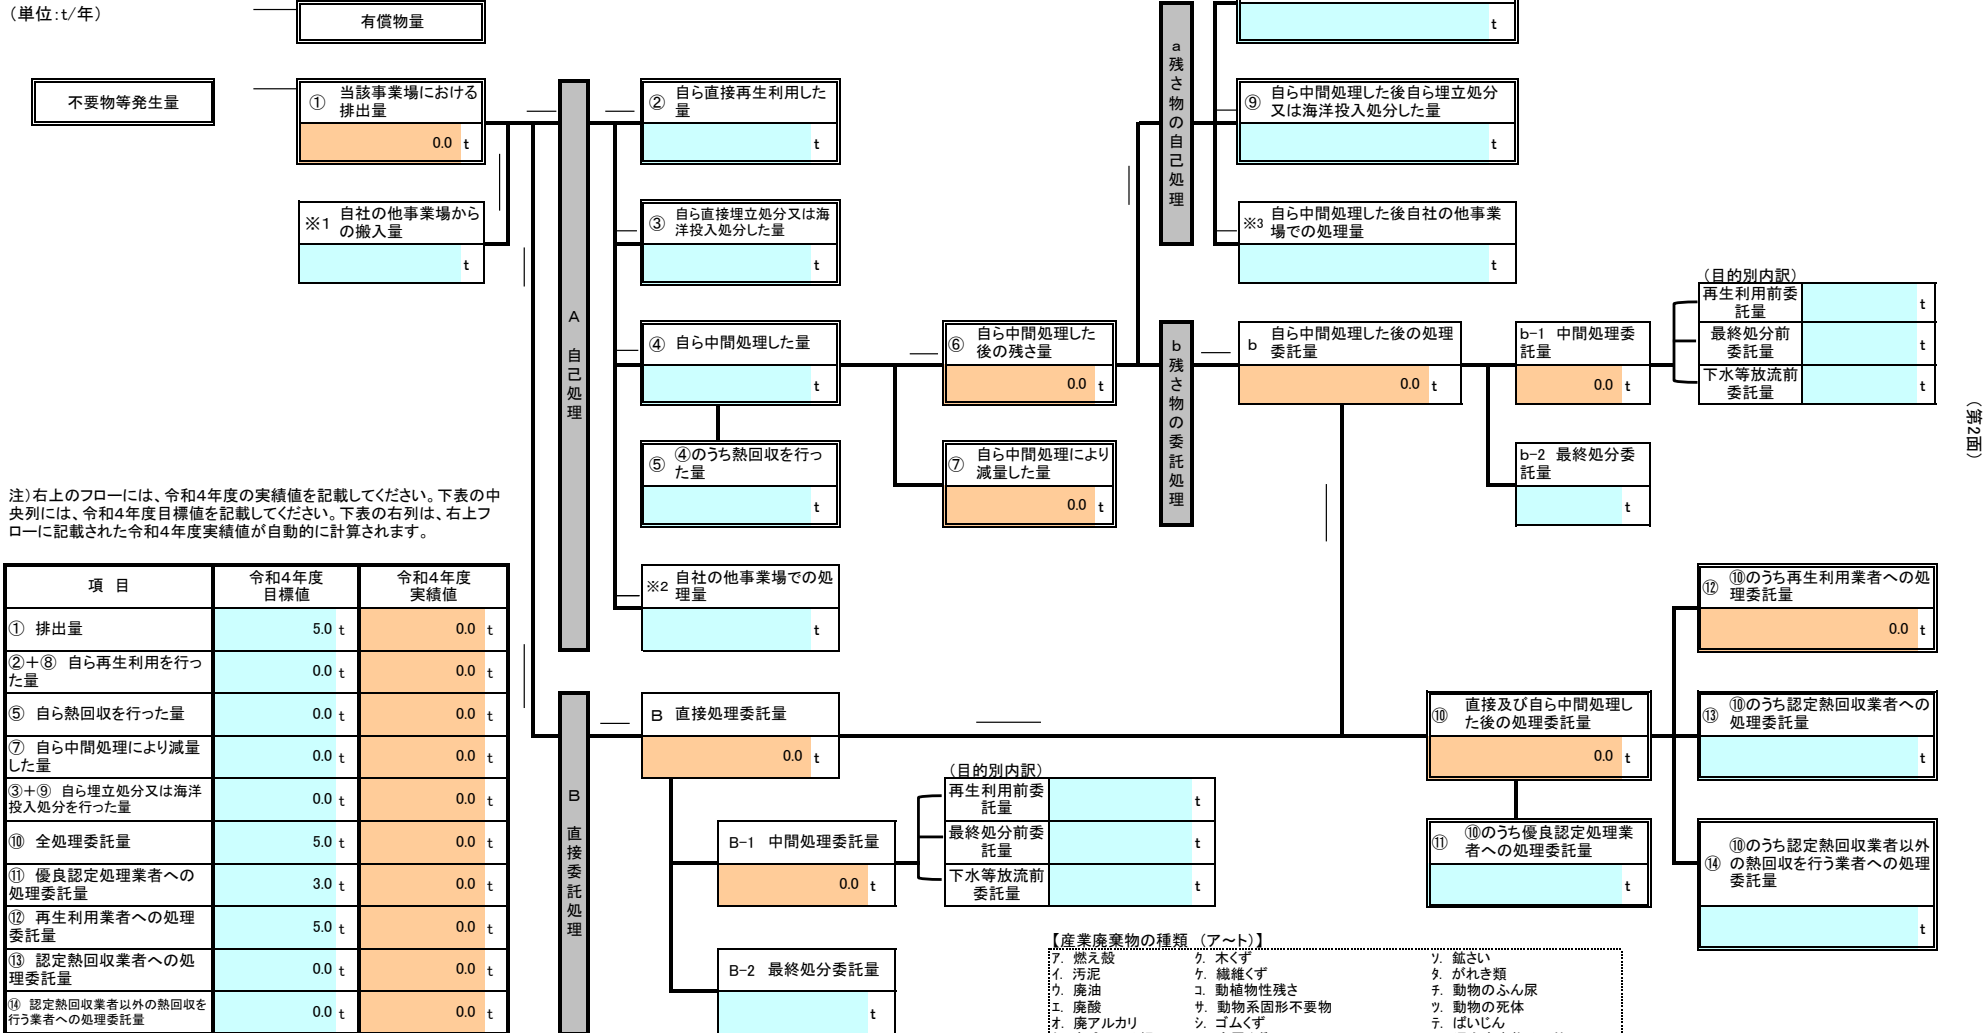 （単位：t/年）
有償物量
不要物等発生量
① 当該事業場における
排出量
0.0 t
※1 自社の他事業場から
の搬入量
t
A 自己処理
② 自ら直接再生利用した
量
t
③ 自ら直接埋立処分又は海
洋投入処分した量
t
④ 自ら中間処理した量
t
⑤ ④のうち熱回収を行っ
た量
t
※2 自社の他事業場での処
理量
t
⑥ 自ら中間処理した
後の残さ量
0.0 t
⑦ 自ら中間処理により
減量した量
0.0 t
a 残さ物の自己処理
t
⑨ 自ら中間処理した後自ら埋立処分
又は海洋投入処分した量
t
※3 自ら中間処理した後自社の他事業
場での処理量
t
b 残さ物の委託処理
b 自ら中間処理した後の処理
委託量
0.0 t
b-1 中間処理委
託量
0.0 t
b-2 最終処分委
託量
t
（目的別内訳）
再生利用前委
託量
t
最終処分前
委託量
t
下水等放流前
委託量
t
（第2面）
注）右上のフローには、令和4年度の実績値を記載してください。下表の中
央列には、令和4年度目標値を記載してください。下表の右列は、右上フ
ローに記載された令和4年度実績値が自動的に計算されます。
項 目 令和4年度
目標値 令和4年度
実績値
① 排出量 5.0 t 0.0 t
②＋⑧ 自ら再生利用を行っ
た量 0.0 t 0.0 t
⑤ 自ら熱回収を行った量 0.0 t 0.0 t
⑦ 自ら中間処理により減量
した量 0.0 t 0.0 t
③＋⑨ 自ら埋立処分又は海洋
投入処分を行った量 0.0 t 0.0 t
⑩ 全処理委託量 5.0 t 0.0 t
⑪ 優良認定処理業者への
処理委託量 3.0 t 0.0 t
⑫ 再生利用業者への処理
委託量 5.0 t 0.0 t
⑬ 認定熱回収業者への処
理委託量 0.0 t 0.0 t
⑭ 認定熱回収業者以外の熱回収を
行う業者への処理委託量 0.0 t 0.0 t
B 直接委託処理
B 直接処理委託量
0.0 t
B-1 中間処理委託量
0.0 t
B-2 最終処分委託量
t
（目的別内訳）
再生利用前委
託量
t
最終処分前委
託量
t
下水等放流前
委託量
t
⑩ 直接及び自ら中間処理し
た後の処理委託量
0.0 t
⑪ ⑩のうち優良認定処理業
者への処理委託量
t
⑫ ⑩のうち再生利用業者への処
理委託量
0.0 t
⑬ ⑩のうち認定熱回収業者への
処理委託量
t
⑭ ⑩のうち認定熱回収業者以外
の熱回収を行う業者への処理
委託量
t
【産業廃棄物の種類 （ア～ト）】
ア. 燃え殻 ク. 木くず ソ. 鉱さい
イ. 汚泥 ケ. 繊維くず タ. がれき類
ウ. 廃油 コ. 動植物性残さ チ. 動物のふん尿
エ. 廃酸 サ. 動物系固形不要物 ツ. 動物の死体
オ. 廃アルカリ シ. ゴムくず テ. ばいじん